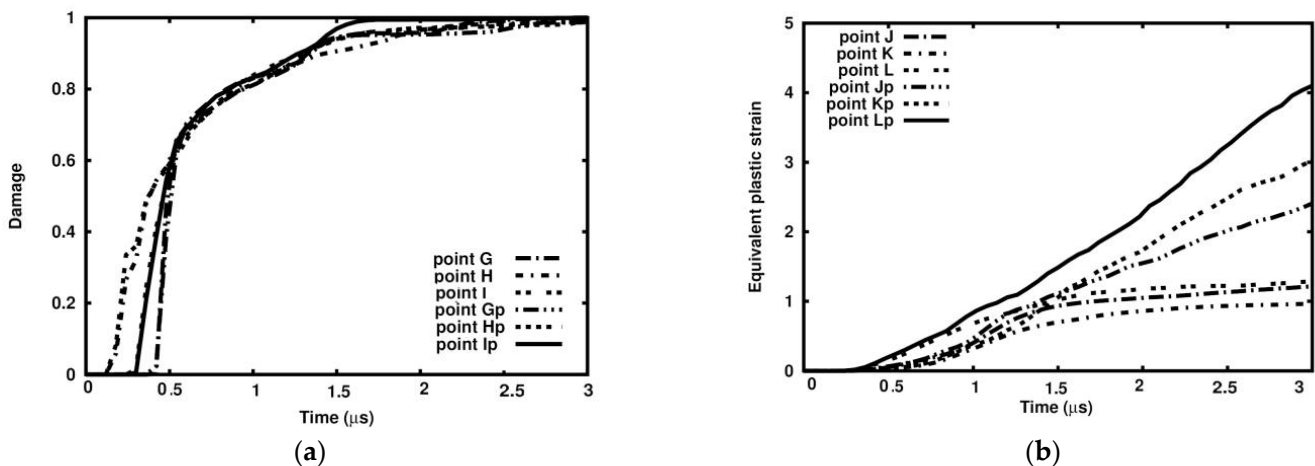 1
0.8
0.6
0.4
0.2
0
Damage
point G
point H
point I
point Gp
point Hp
point Ip
0 0.5 1 1.5 2 2.5 3
Time (μs)
(a)
5
4
3
2
1
0
Equivalent plastic strain
point J
point K
point L
point Jp
point Kp
point Lp
0 0.5 1 1.5 2 2.5 3
Time (μs)
(b)